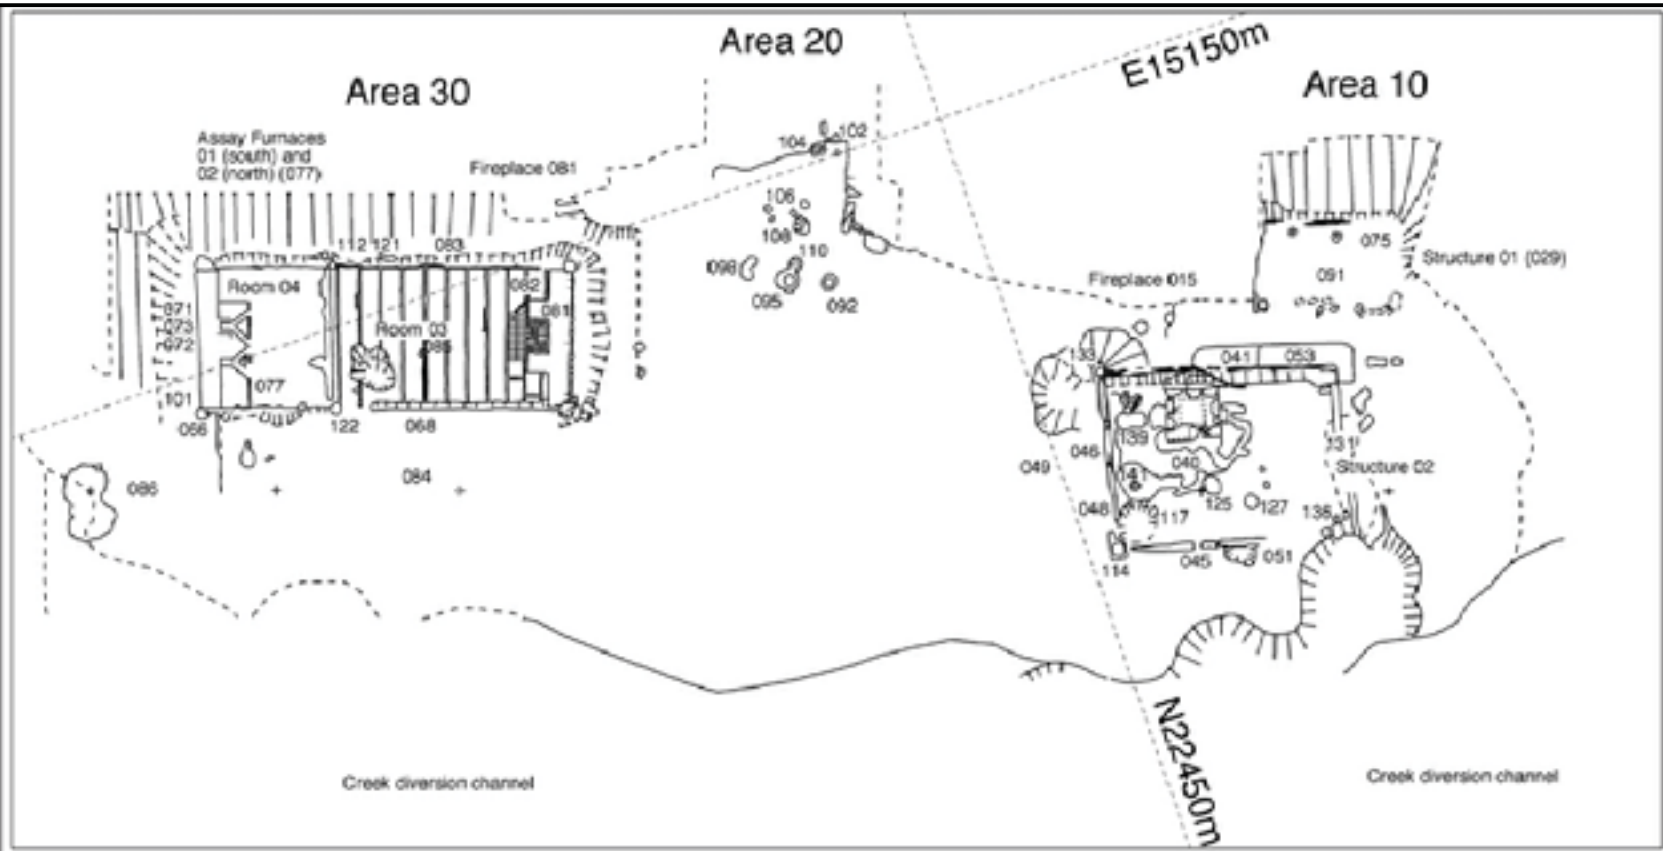 Area 20
E15150m
Area 30
Area 10
Assay Furnaces
01 (south) and
02 (north) (077)
Fireplace 081
104
102
106
108
110
098
095
092
112
121
083
Room 04
071
073
072
077
101
056
122
068
Room 03
085
082
081
086
084
075
091
Structure 01 (029)
Fireplace 015
133
041
053
046
139
040
049
141
048
117
125
127
131
Structure 02
138
114
045
051
N22450m
Creek diversion channel
Creek diversion channel